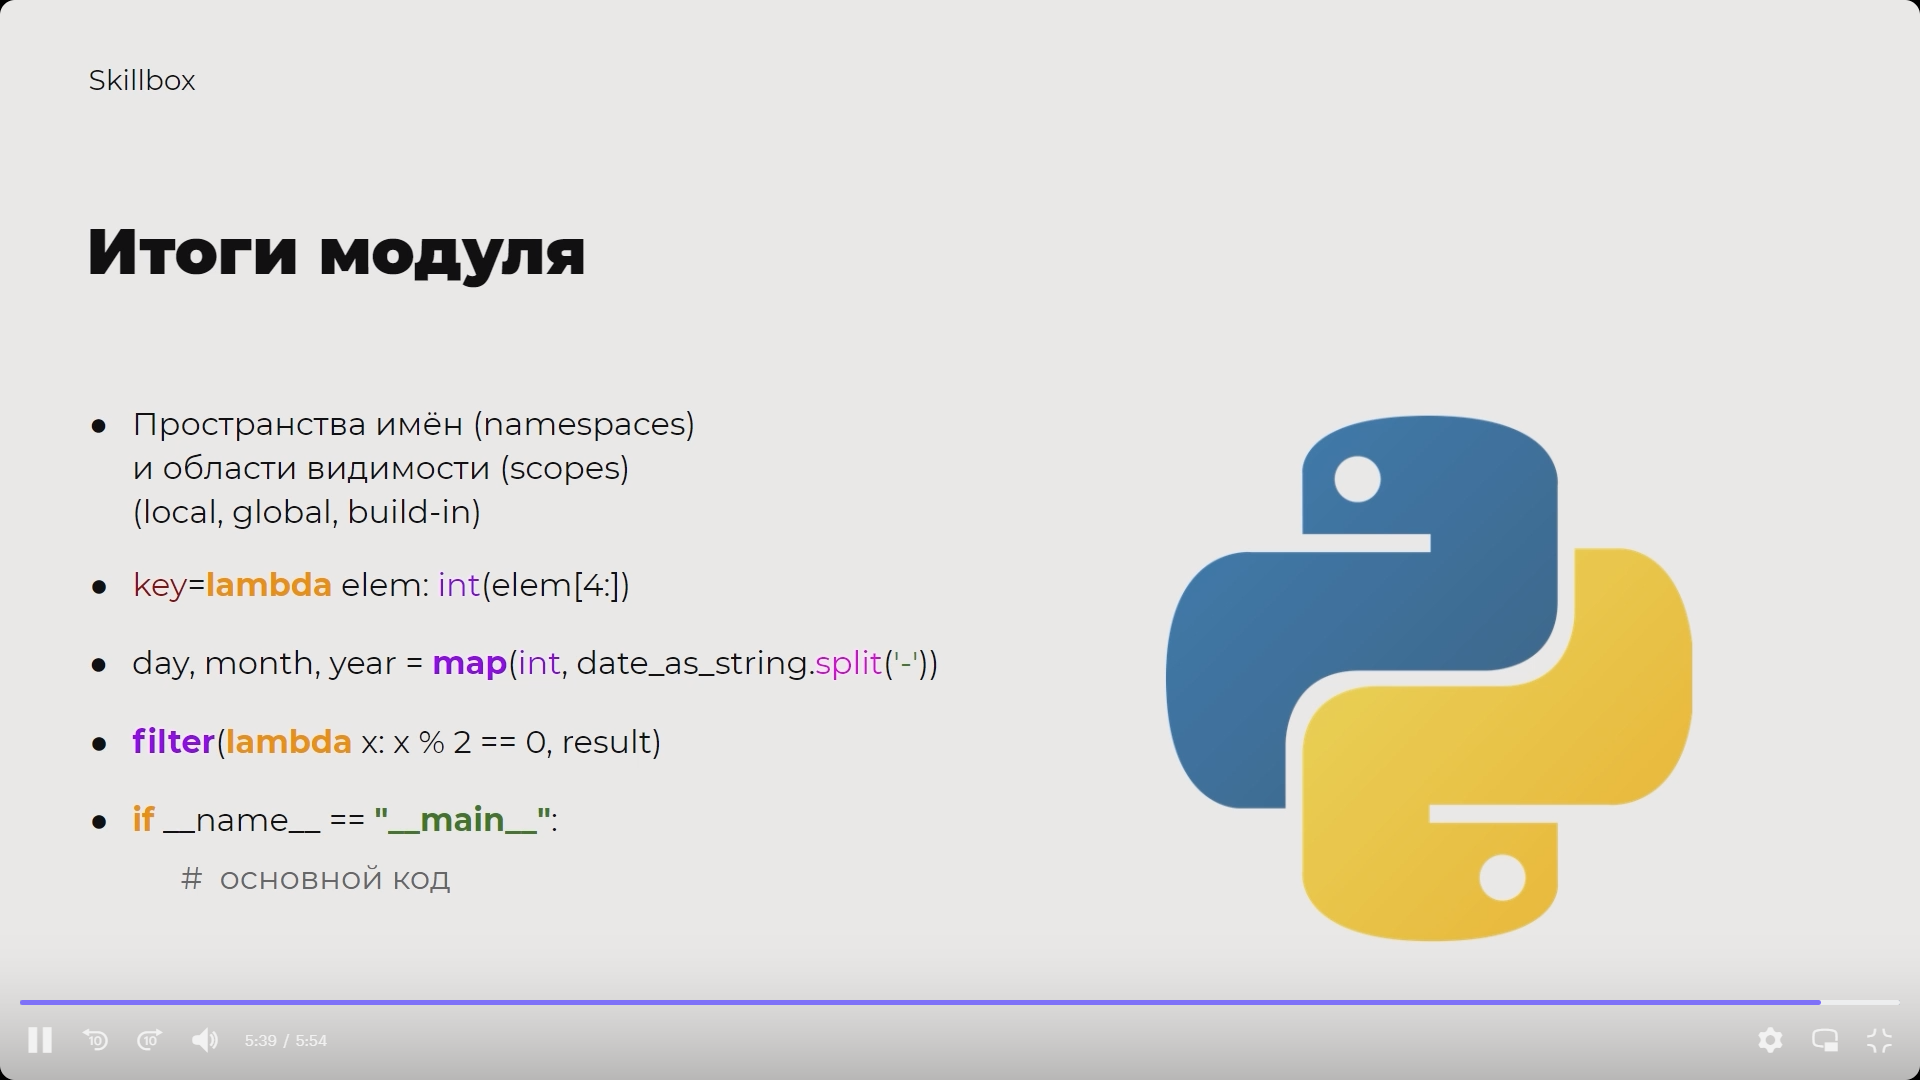 Skillbox
Итоги модуля
● Пространства имён (namespaces)
и области видимости (scopes)
(local, global, build-in)
● key=lambda elem: int(elem[4:])
● day, month, year = map(int, date_as_string.split('-'))
● filter(lambda x: x % 2 == 0, result)
● if __name__ == "__main__":
# основной код
10 10 5:39 / 5:54